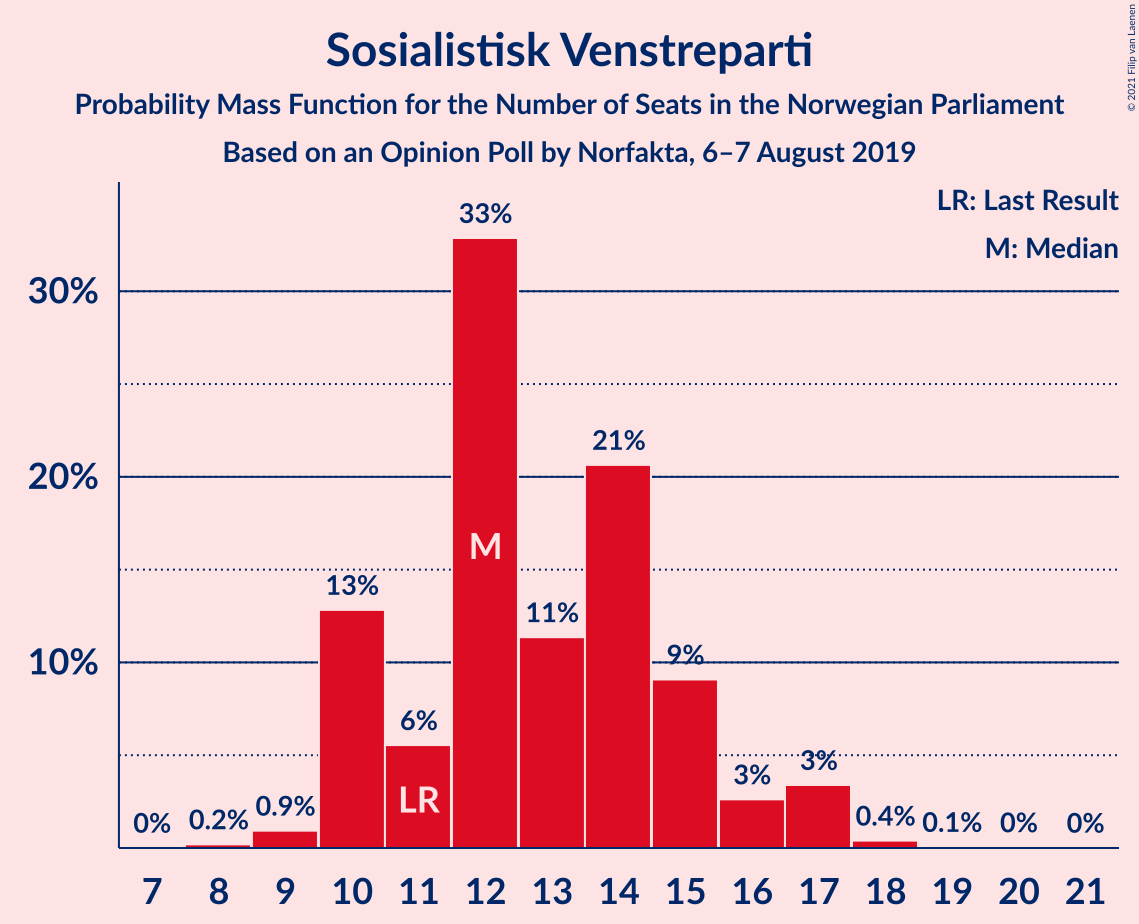 © 2021 Filip van Laenen
Sosialistisk Venstreparti
Probability Mass Function for the Number of Seats in the Norwegian Parliament
Based on an Opinion Poll by Norfakta, 6–7 August 2019
LR: Last Result
M: Median
33%
30%
21%
20%
M
13%
11%
10%
9%
6%
3%
3%
LR
0%
0.2%
0.9%
0.4%
0.1%
0%
0%
7 8 9 10 11 12 13 14 15 16 17 18 19 20 21